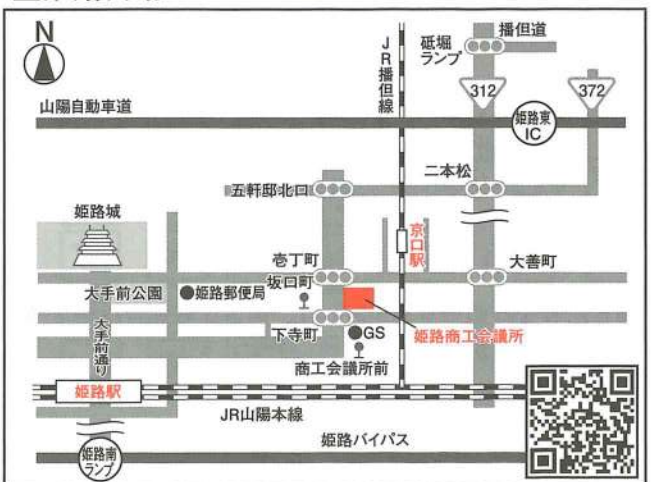 N
JR播但線
砥堀
ランプ
播但道
312
372
山陽自動車道
姫路東
IC
二本松
五軒邸北口
姫路城
京口駅
壱丁町
大善町
坂口町
大手前公園
姫路郵便局
大手前通り
下寺町
GS
姫路商工会議所
商工会議所前
姫路駅
JR山陽本線
姫路バイパス
姫路南
ランプ